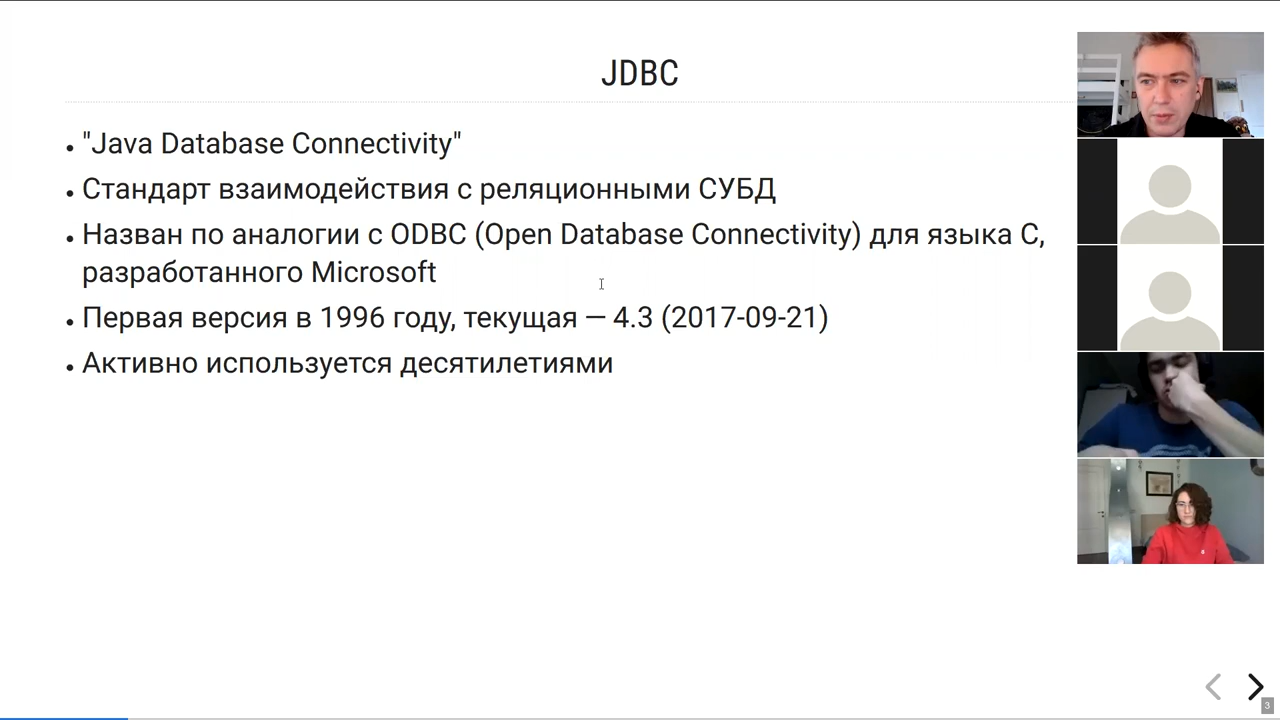 JDBC
"Java Database Connectivity"
Стандарт взаимодействия с реляционными СУБД
Назван по аналогии с ODBC (Open Database Connectivity) для языка C,
разработанного Microsoft
Первая версия в 1996 году, текущая — 4.3 (2017-09-21)
Активно используется десятилетиями
3